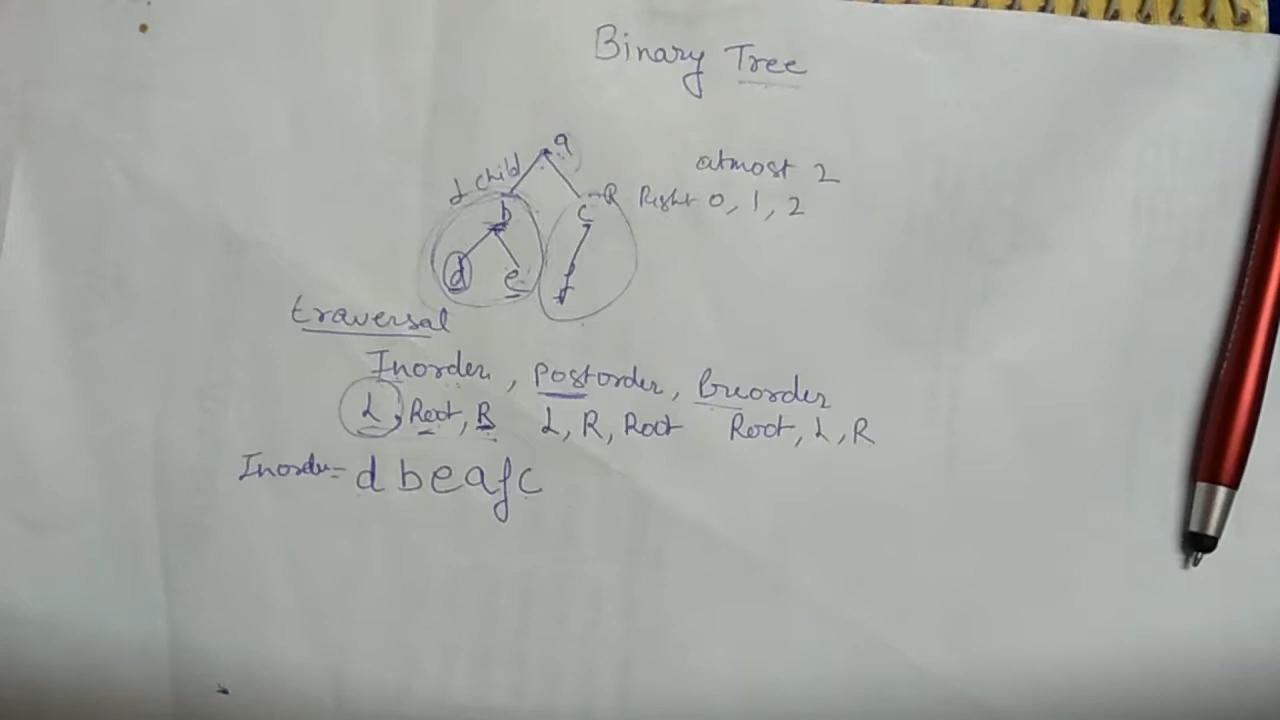 Binary Tree
a
atmost 2
L child
R Right 0, 1, 2
b c
d e f
traversal
Inorder, Postorder, Preorder
L, Root, R L, R, Root Root, L, R
Inorder= d b e a f c